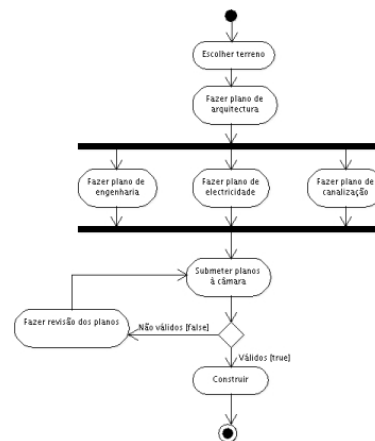 Escolher terreno
Fazer plano de
arquitectura
Fazer plano de
engenharia
Fazer plano de
electricidade
Fazer plano de
canalização
Submeter planos
à câmara
Fazer revisão dos planos
Não válidos [false]
Válidos [true]
Construir